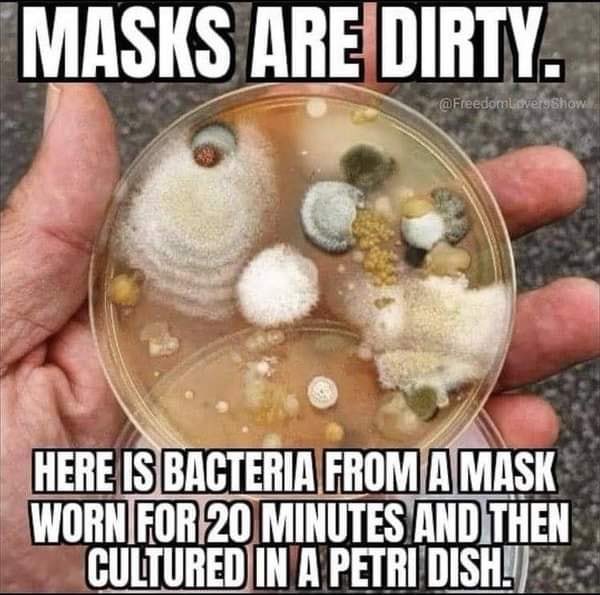 MASKS ARE DIRTY.
@FreedomLoversShow
HERE IS BACTERIA FROM A MASK
WORN FOR 20 MINUTES AND THEN
CULTURED IN A PETRI DISH.